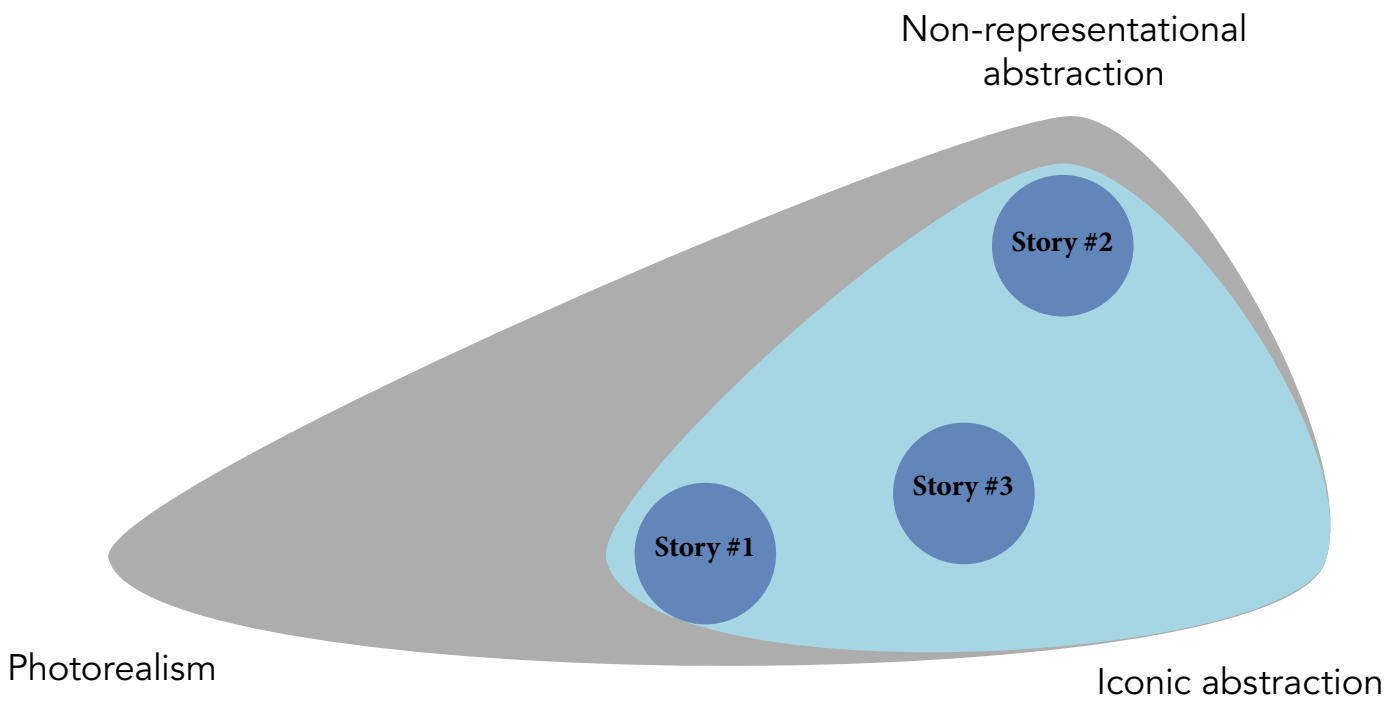 Non-representational
abstraction
Story #2
Story #3
Story #1
Photorealism
Iconic abstraction